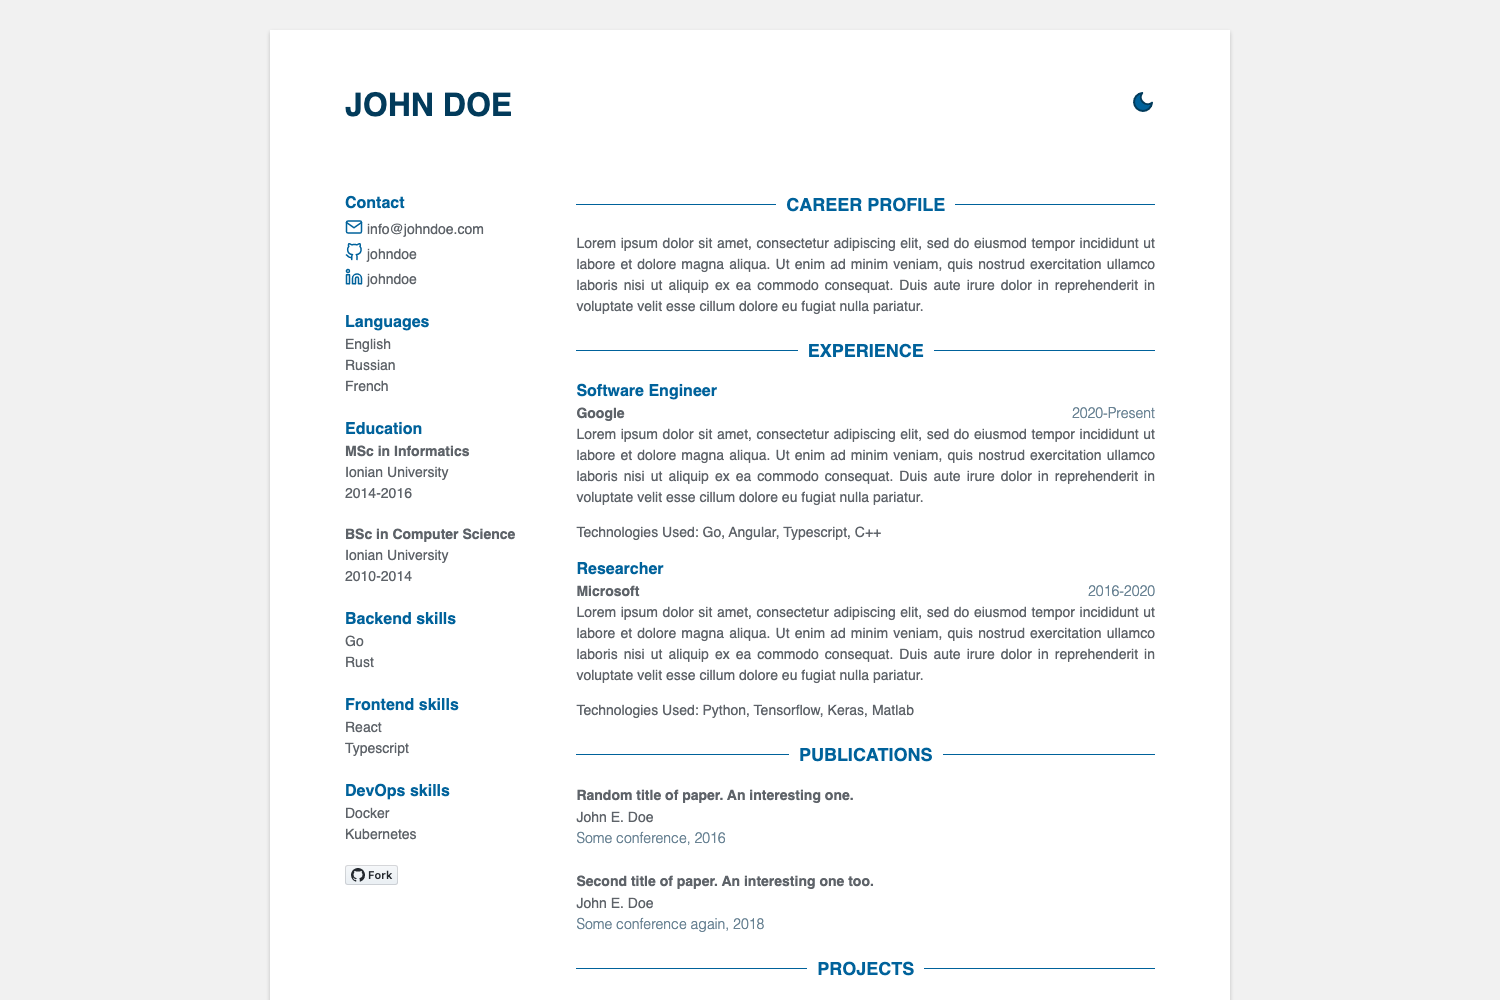 JOHN DOE
Contact
info@johndoe.com
johndoe
johndoe
Languages
English
Russian
French
Education
MSc in Informatics
Ionian University
2014-2016
BSc in Computer Science
Ionian University
2010-2014
Backend skills
Go
Rust
Frontend skills
React
Typescript
DevOps skills
Docker
Kubernetes
Fork
CAREER PROFILE
Lorem ipsum dolor sit amet, consectetur adipiscing elit, sed do eiusmod tempor incididunt ut
labore et dolore magna aliqua. Ut enim ad minim veniam, quis nostrud exercitation ullamco
laboris nisi ut aliquip ex ea commodo consequat. Duis aute irure dolor in reprehenderit in
voluptate velit esse cillum dolore eu fugiat nulla pariatur.
EXPERIENCE
Software Engineer
Google 2020-Present
Lorem ipsum dolor sit amet, consectetur adipiscing elit, sed do eiusmod tempor incididunt ut
labore et dolore magna aliqua. Ut enim ad minim veniam, quis nostrud exercitation ullamco
laboris nisi ut aliquip ex ea commodo consequat. Duis aute irure dolor in reprehenderit in
voluptate velit esse cillum dolore eu fugiat nulla pariatur.
Technologies Used: Go, Angular, Typescript, C++
Researcher
Microsoft 2016-2020
Lorem ipsum dolor sit amet, consectetur adipiscing elit, sed do eiusmod tempor incididunt ut
labore et dolore magna aliqua. Ut enim ad minim veniam, quis nostrud exercitation ullamco
laboris nisi ut aliquip ex ea commodo consequat. Duis aute irure dolor in reprehenderit in
voluptate velit esse cillum dolore eu fugiat nulla pariatur.
Technologies Used: Python, Tensorflow, Keras, Matlab
PUBLICATIONS
Random title of paper. An interesting one.
John E. Doe
Some conference, 2016
Second title of paper. An interesting one too.
John E. Doe
Some conference again, 2018
PROJECTS